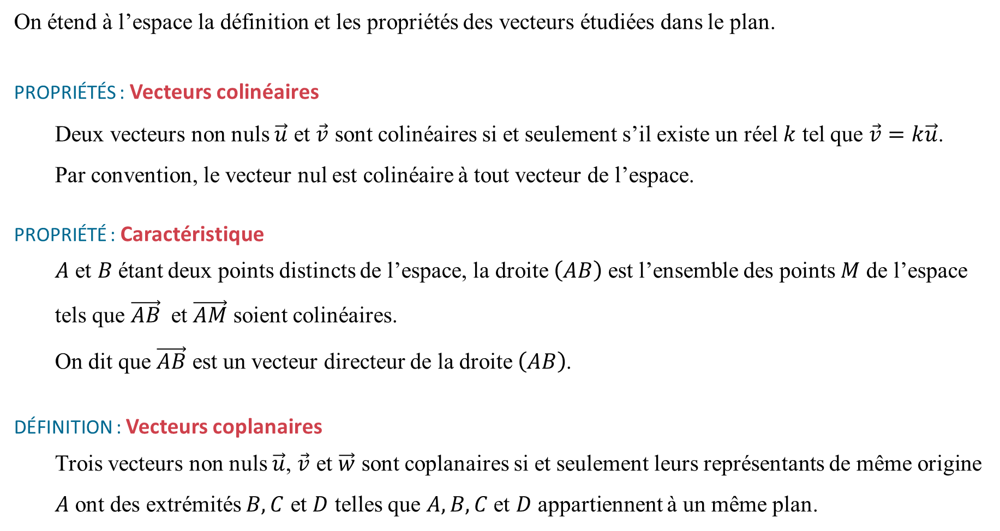 On étend à l’espace la définition et les propriétés des vecteurs étudiées dans le plan.
PROPRIÉTÉS : Vecteurs colinéaires
Deux vecteurs non nuls \vec{u} et \vec{v} sont colinéaires si et seulement s’il existe un réel k tel que \vec{v} = k\vec{u}.
Par convention, le vecteur nul est colinéaire à tout vecteur de l’espace.
PROPRIÉTÉ : Caractéristique
A et B étant deux points distincts de l’espace, la droite (AB) est l’ensemble des points M de l’espace
tels que \overrightarrow{AB} et \overrightarrow{AM} soient colinéaires.
On dit que \overrightarrow{AB} est un vecteur directeur de la droite (AB).
DÉFINITION : Vecteurs coplanaires
Trois vecteurs non nuls \vec{u}, \vec{v} et \vec{w} sont coplanaires si et seulement leurs représentants de même origine
A ont des extrémités B, C et D telles que A, B, C et D appartiennent à un même plan.